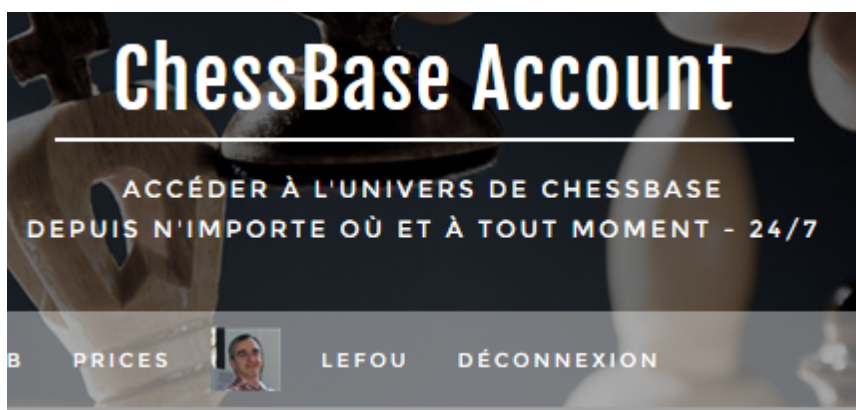 ChessBase Account
ACCÉDER À L'UNIVERS DE CHESSBASE
DEPUIS N'IMPORTE OÙ ET À TOUT MOMENT - 24/7
B PRICES LEFOU DÉCONNEXION